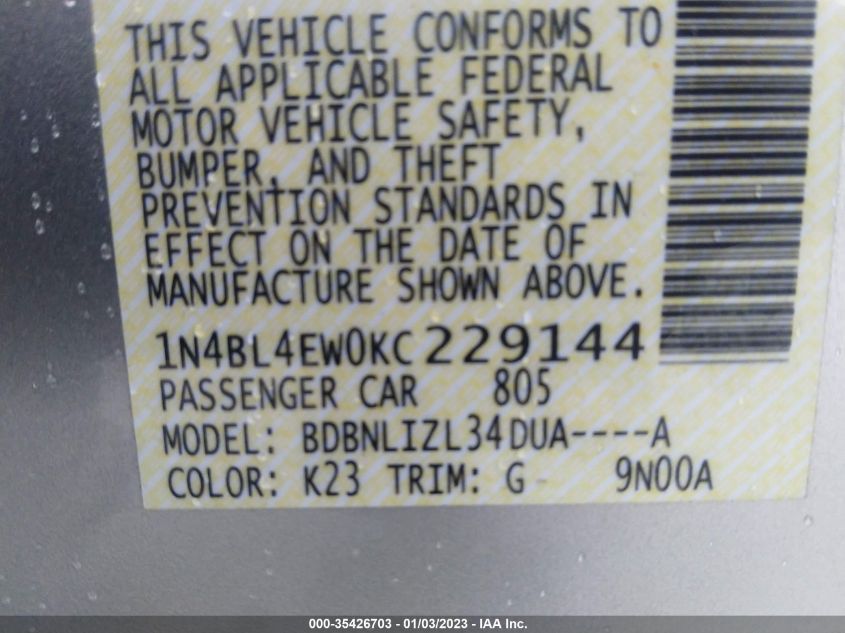 THIS VEHICLE CONFORMS TO
ALL APPLICABLE FEDERAL
MOTOR VEHICLE SAFETY,
BUMPER, AND THEFT
PREVENTION STANDARDS IN
EFFECT ON THE DATE OF
MANUFACTURE SHOWN ABOVE.
1N4BL4EW0KC229144
PASSENGER CAR 805
MODEL: BDBNLIZL34DUA----A
COLOR: K23 TRIM: G 9N00A
000-35426703 - 01/03/2023 - IAA Inc.